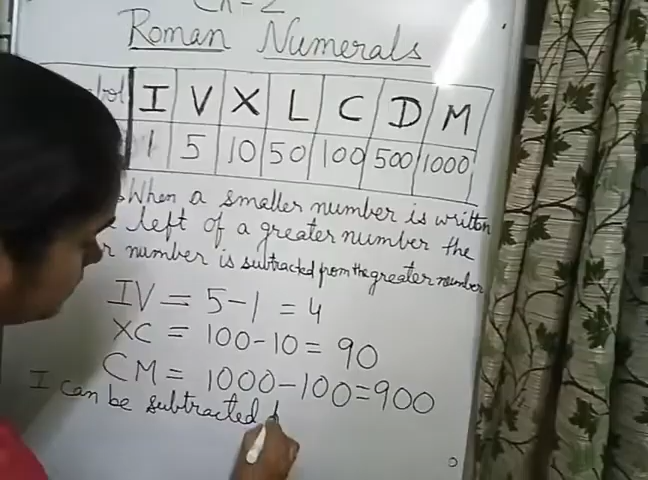 Ch-2
Roman Numerals
I V X L C D M
1 5 10 50 100 500 1000
When a smaller number is written
left of a greater number the
number is subtracted from the greater number
IV = 5-1 = 4
XC = 100-10 = 90
CM = 1000-100=900
I can be subtracted